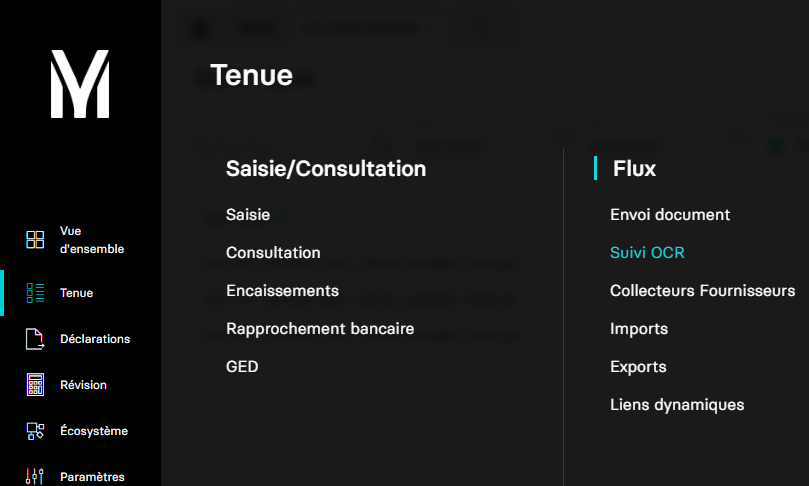 Tenue
Vue
d'ensemble
Tenue
Déclarations
Révision
Écosystème
Paramètres
Saisie/Consultation
Saisie
Consultation
Encaissements
Rapprochement bancaire
GED
Flux
Envoi document
Suivi OCR
Collecteurs Fournisseurs
Imports
Exports
Liens dynamiques